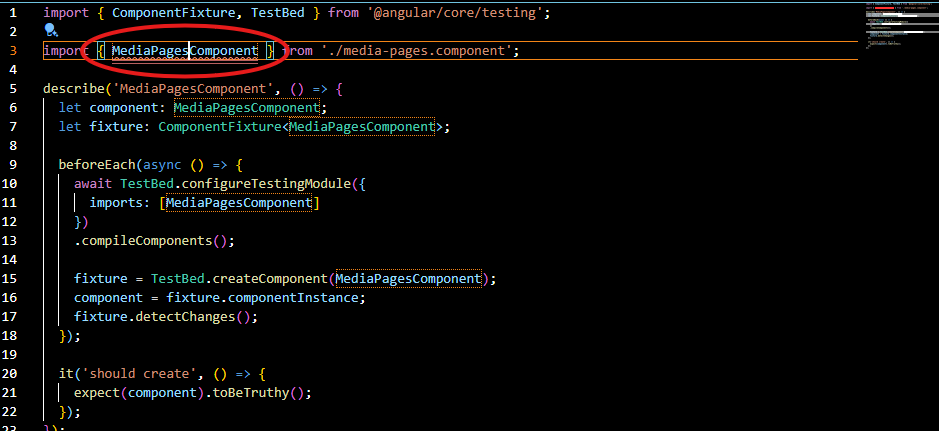 1 import { ComponentFixture, TestBed } from '@angular/core/testing';
2
3 import { MediaPagesComponent } from './media-pages.component';
4
5 describe('MediaPagesComponent', () => {
6 let component: MediaPagesComponent;
7 let fixture: ComponentFixture<MediaPagesComponent>;
8
9 beforeEach(async () => {
10 await TestBed.configureTestingModule({
11 imports: [MediaPagesComponent]
12 })
13 .compileComponents();
14
15 fixture = TestBed.createComponent(MediaPagesComponent);
16 component = fixture.componentInstance;
17 fixture.detectChanges();
18 });
19
20 it('should create', () => {
21 expect(component).toBeTruthy();
22 });
23 });